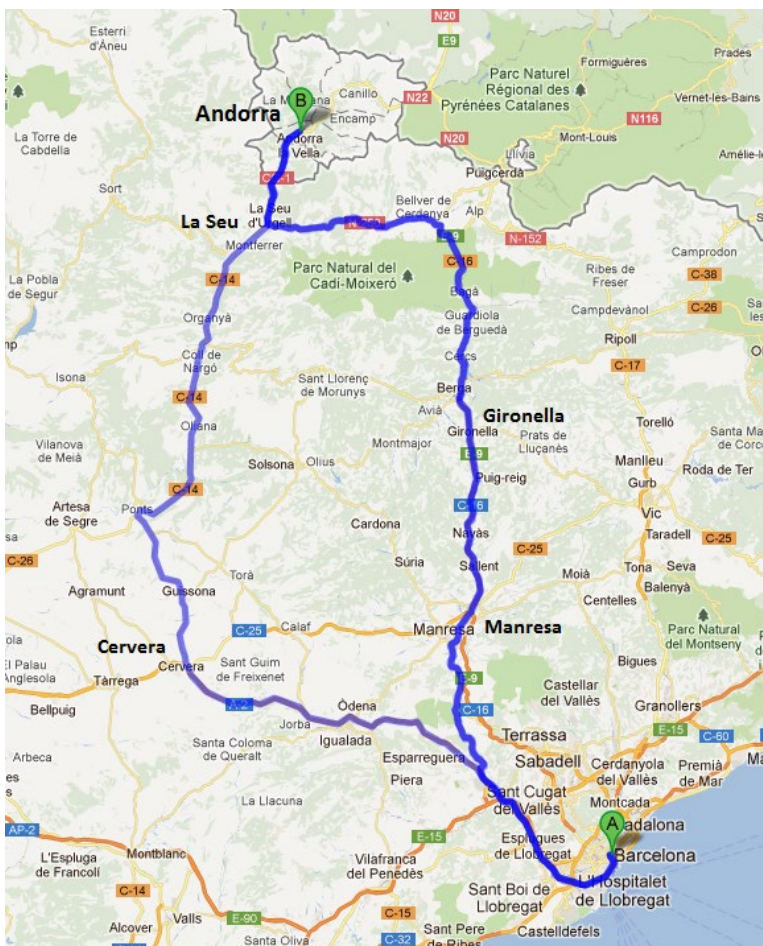 Esterri
d'Àneu
N20
E9
Formiguères
Prades
Parc Naturel
Régional des
Pyrénées Catalanes
Vernet-les-Bains
B
Canillo
Andorra
Encamp
N22
La Torre de
Cabdella
Andorra
la Vella
N20
N116
Mont-Louis
Amélie-le
Llívia
Puigcerdà
Sort
La Seu
La Seu
d'Urgell
Bellver de
Cerdanya
Alp
N-152
Montferrer
E-9
C-16
Camprodon
Parc Natural del
Cadí-Moixeró
Ribes de
Freser
C-38
C-14
La Pobla
de Segur
Bagà
C-26
Guardiola
de Berguedà
Campdevànol
Organyà
Ripoll
Coll de
Nargó
Cercs
C-17
Isona
Sant Llorenç
de Morunys
Berga
C-14
Avià
Gironella
Oliana
Gironella
Torelló
Vilanova
de Meià
Montmajor
Prats de
Lluçanès
Santa Ma
de Corc
E-9
Manlleu
Solsona
Olius
Roda de Ter
Puig-reig
Gurb
C-14
Artesa
de Segre
Ponts
C-16
Vic
Cardona
Taradell
Navàs
C-26
C-25
C-25
Súria
Sallent
Torà
Moià
Tona
Seva
Agramunt
Guissona
Balenyà
Centelles
Calaf
C-25
Manresa
Manresa
Parc Natural
del Montseny
Cervera
El Palau
Anglesola
Cervera
Sant Guim
de Freixenet
Bigues
Tàrrega
E-9
Castellar
del Vallès
Bellpuig
A-2
Òdena
C-16
Granollers
Jorba
E-15
Igualada
Terrassa
C-60
Santa Coloma
de Queralt
Esparreguera
Sabadell
Cerdanyola
del Vallès
Premià
de Mar
Arbeca
Piera
Sant Cugat
del Vallès
Montcada
La Llacuna
A
AP-2
E-15
Esplugues
de Llobregat
Barcelona
L'Espluga
de Francolí
Montblanc
Vilafranca
del Penedès
L'Hospitalet
de Llobregat
Sant Boi de
Llobregat
C-14
C-15
Valls
Alcover
E-90
Sant Pere
de Ribes
Castelldefels
Santa Oliva
C-32